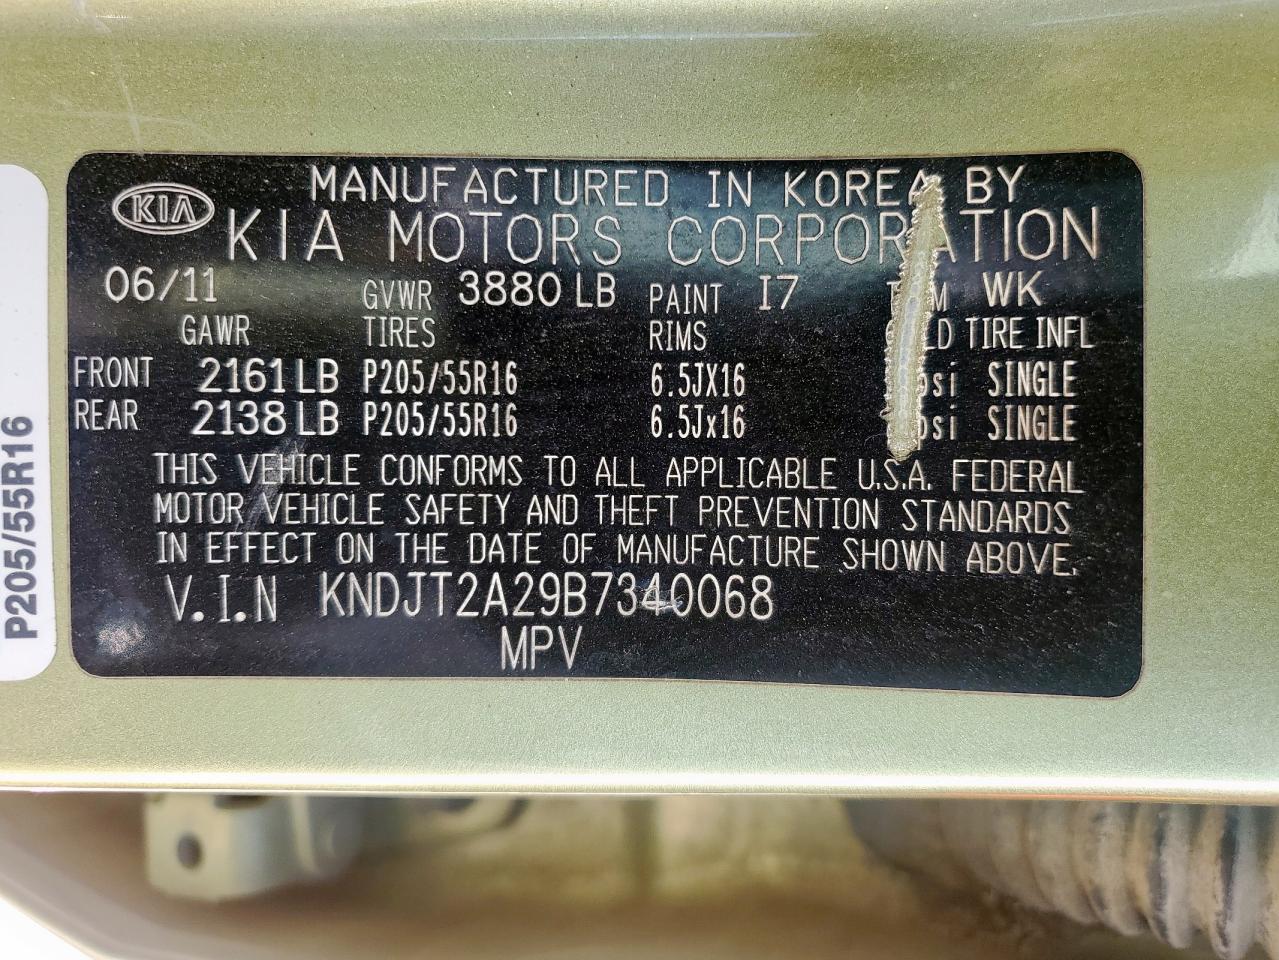 MANUFACTURED IN KOREA BY
KIA
KIA MOTORS CORPORATION
06/11 GVWR 3880 LB PAINT I7 WK
GAWR TIRES RIMS TIRE INFL
FRONT 2161 LB P205/55R16 6.5JX16 psi SINGLE
REAR 2138 LB P205/55R16 6.5Jx16 psi SINGLE
THIS VEHICLE CONFORMS TO ALL APPLICABLE U.S.A. FEDERAL
MOTOR VEHICLE SAFETY AND THEFT PREVENTION STANDARDS
IN EFFECT ON THE DATE OF MANUFACTURE SHOWN ABOVE.
V.I.N KNDJT2A29B7340068
MPV
P205/55R16